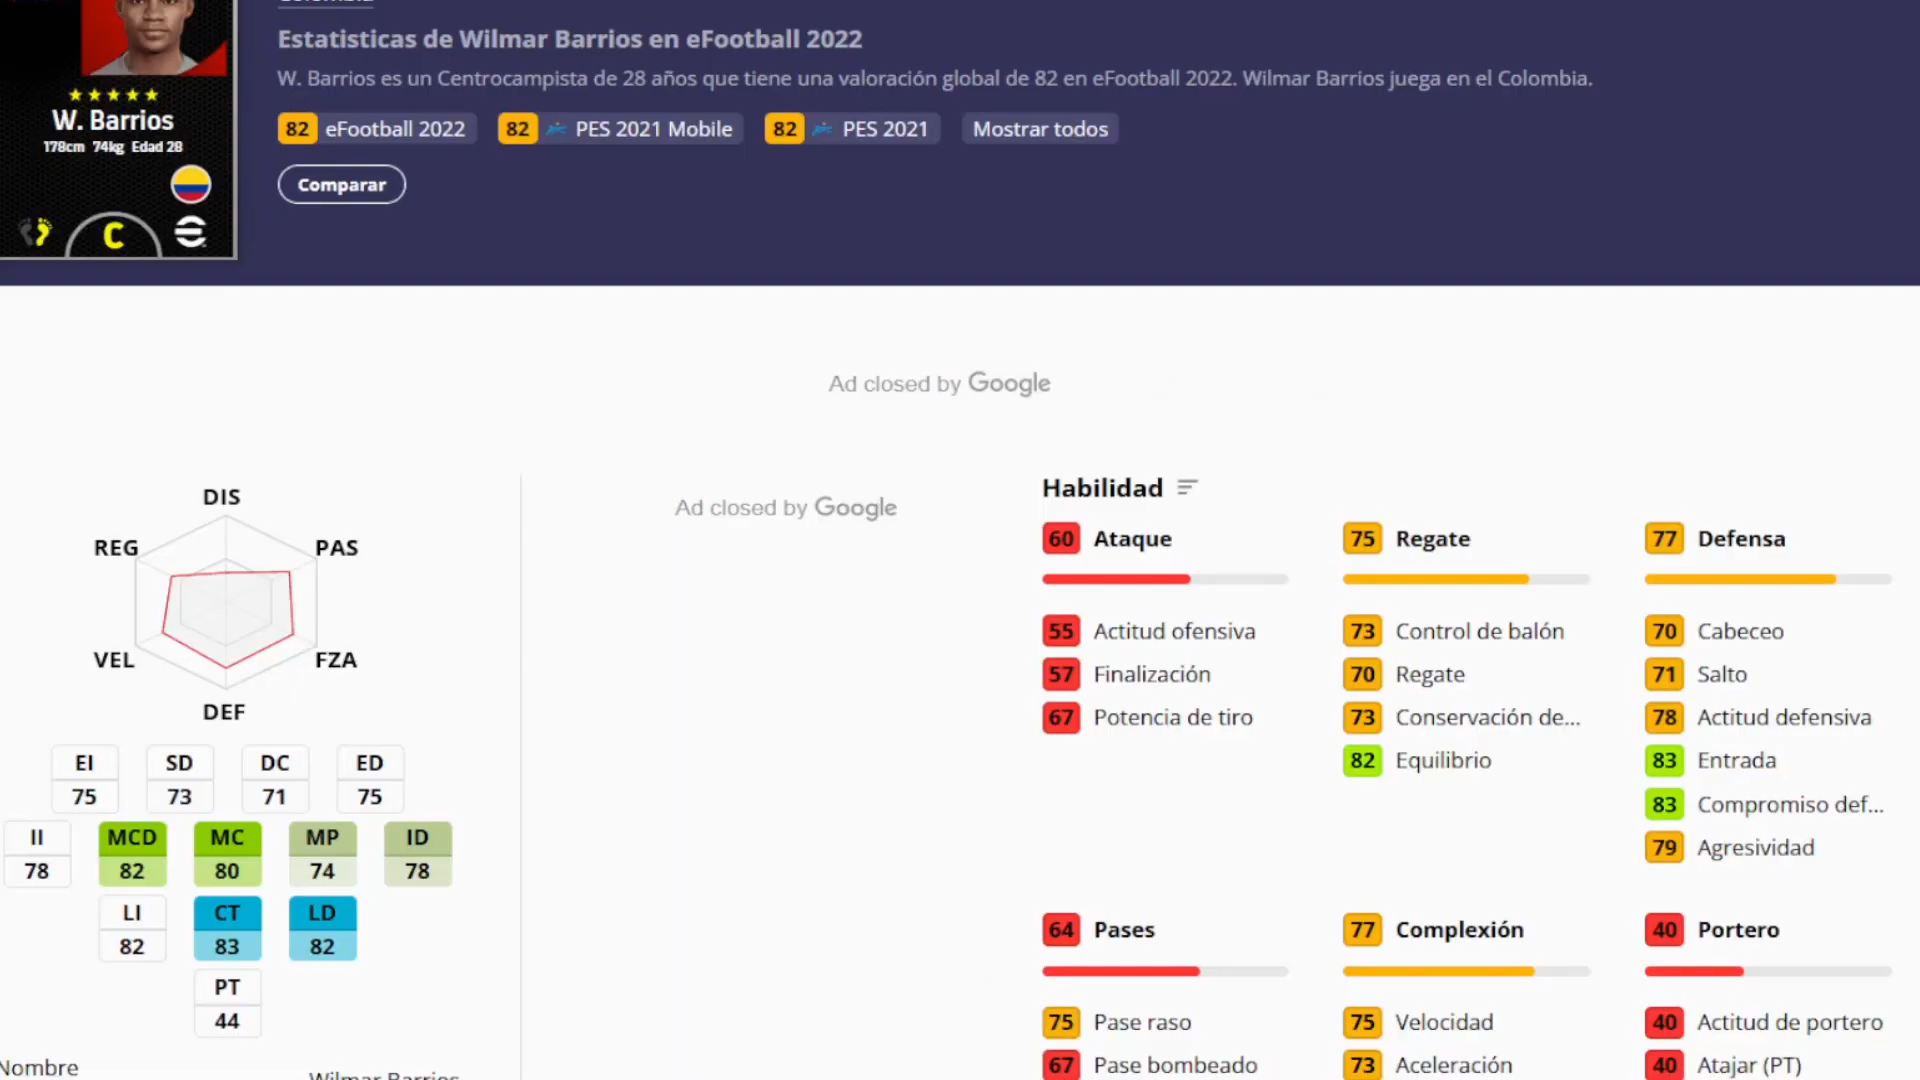 Colombia
Estatisticas de Wilmar Barrios en eFootball 2022
W. Barrios es un Centrocampista de 28 años que tiene una valoración global de 82 en eFootball 2022. Wilmar Barrios juega en el Colombia.
W. Barrios
178cm 74kg Edad 28
C
82 eFootball 2022
82 PES 2021 Mobile
82 PES 2021
Mostrar todos
Comparar
Ad closed by Google
Ad closed by Google
DIS
REG
PAS
VEL
FZA
DEF
EI SD DC ED
75 73 71 75
II MCD MC MP ID
78 82 80 74 78
LI CT LD
82 83 82
PT
44
Nombre
Wilmar Barrios
Habilidad
60 Ataque
55 Actitud ofensiva
57 Finalización
67 Potencia de tiro
75 Regate
73 Control de balón
70 Regate
73 Conservación de...
82 Equilibrio
77 Defensa
70 Cabeceo
71 Salto
78 Actitud defensiva
83 Entrada
83 Compromiso def...
79 Agresividad
64 Pases
75 Pase raso
67 Pase bombeado
77 Complexión
75 Velocidad
73 Aceleración
40 Portero
40 Actitud de portero
40 Atajar (PT)